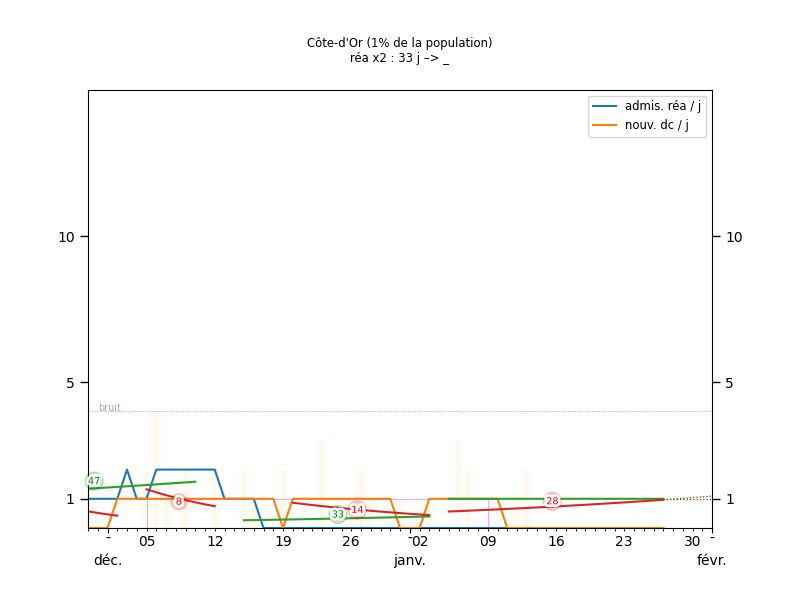 Côte-d'Or (1% de la population)
réa x2 : 33 j –> _
admis. réa / j
nouv. dc / j
10 10
5 5
bruit
47
8
33
14
28
1 1
- 05 12 19 26 -02 09 16 23 30 -
déc. janv. févr.